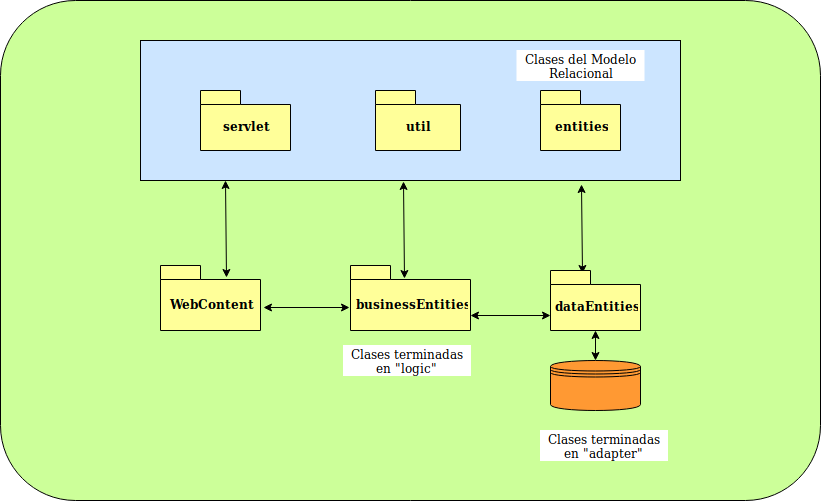 Clases del Modelo
Relacional
servlet
util
entities
WebContent
businessEntities
dataEntities
Clases terminadas
en "logic"
Clases terminadas
en "adapter"